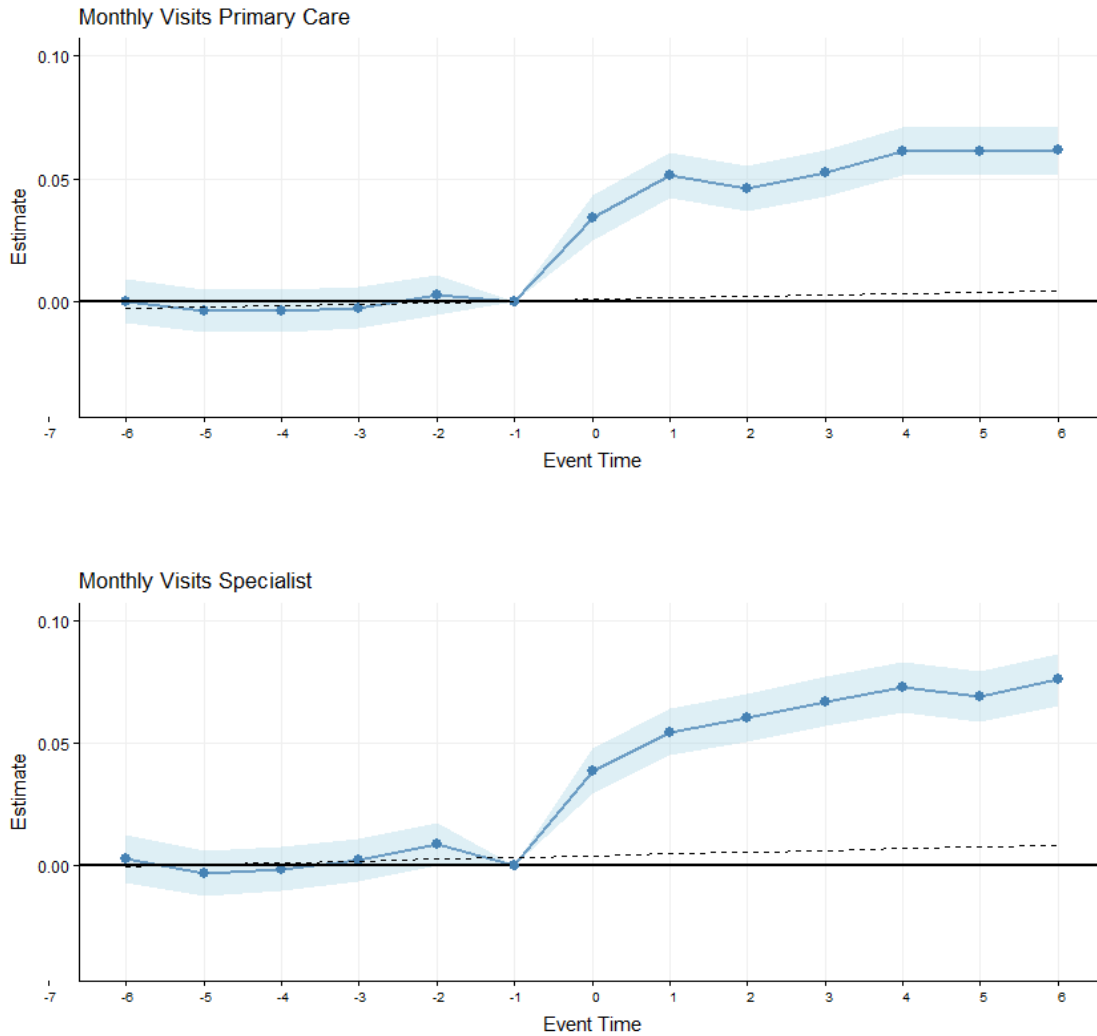 Monthly Visits Primary Care
0.10
0.05
0.00
Estimate
-7 -6 -5 -4 -3 -2 -1 0 1 2 3 4 5 6
Event Time
Monthly Visits Specialist
0.10
0.05
0.00
Estimate
-7 -6 -5 -4 -3 -2 -1 0 1 2 3 4 5 6
Event Time